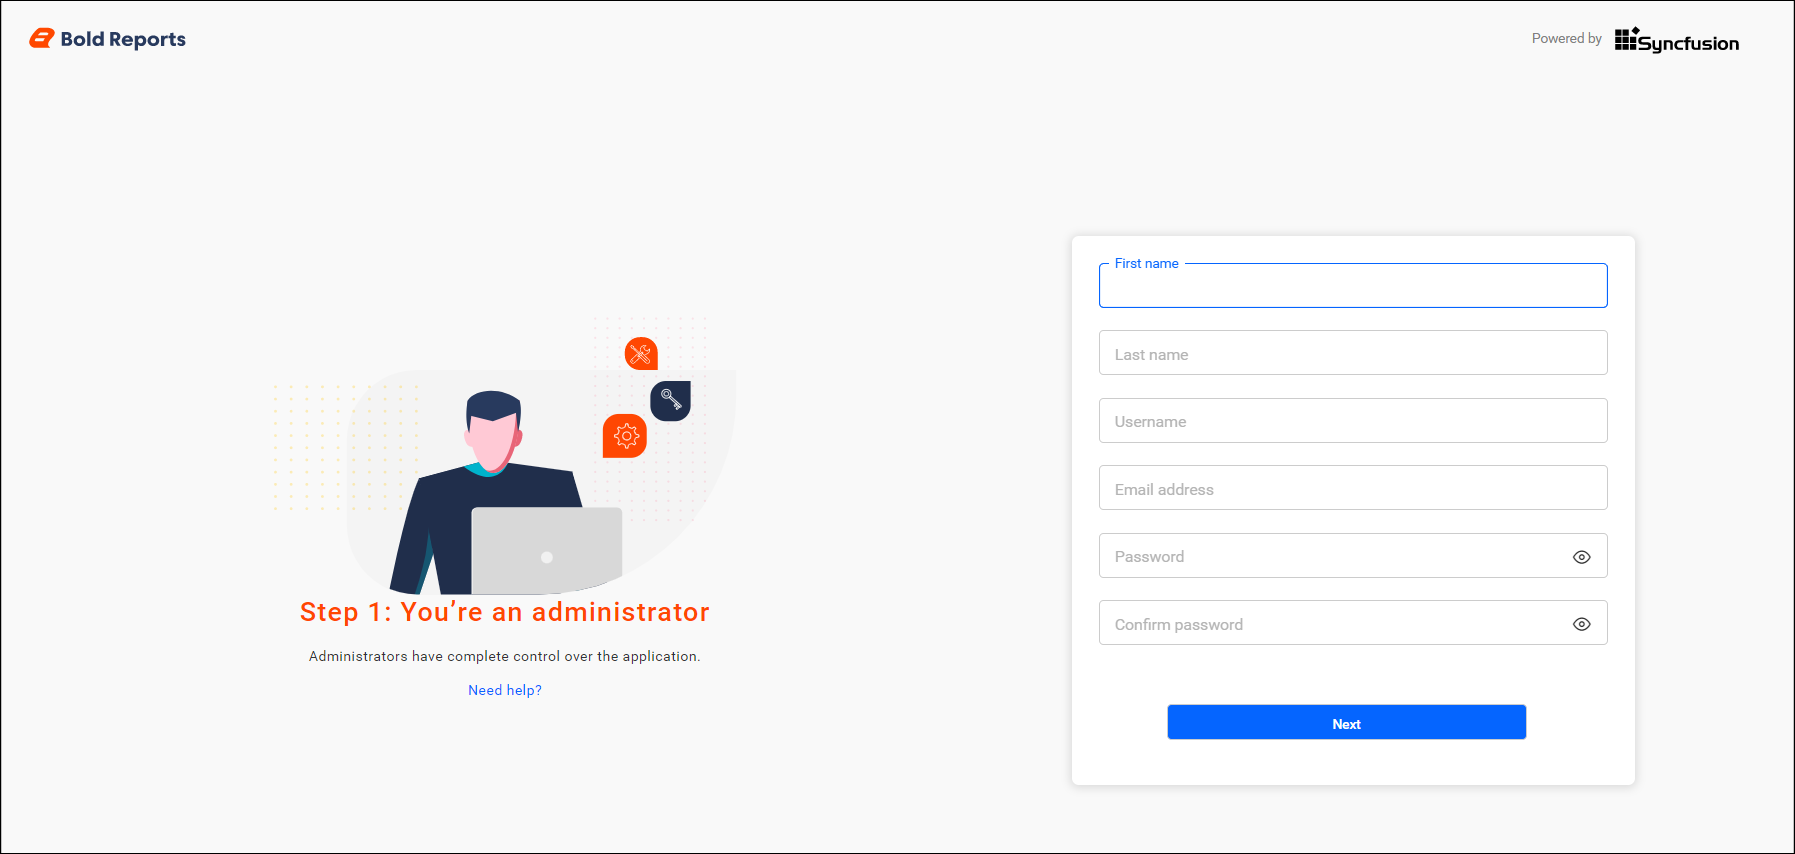 Bold Reports
Powered by Syncfusion
Step 1: You’re an administrator
Administrators have complete control over the application.
Need help?
First name
Last name
Username
Email address
Password
Confirm password
Next